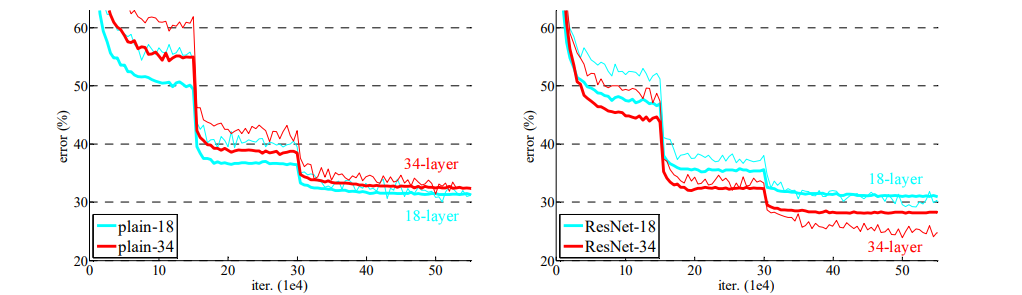 60
50
40
30
20
0
10
20
30
40
50
error (%)
iter. (1e4)
34-layer
18-layer
plain-18
plain-34
60
50
40
30
20
0
10
20
30
40
50
error (%)
iter. (1e4)
18-layer
34-layer
ResNet-18
ResNet-34